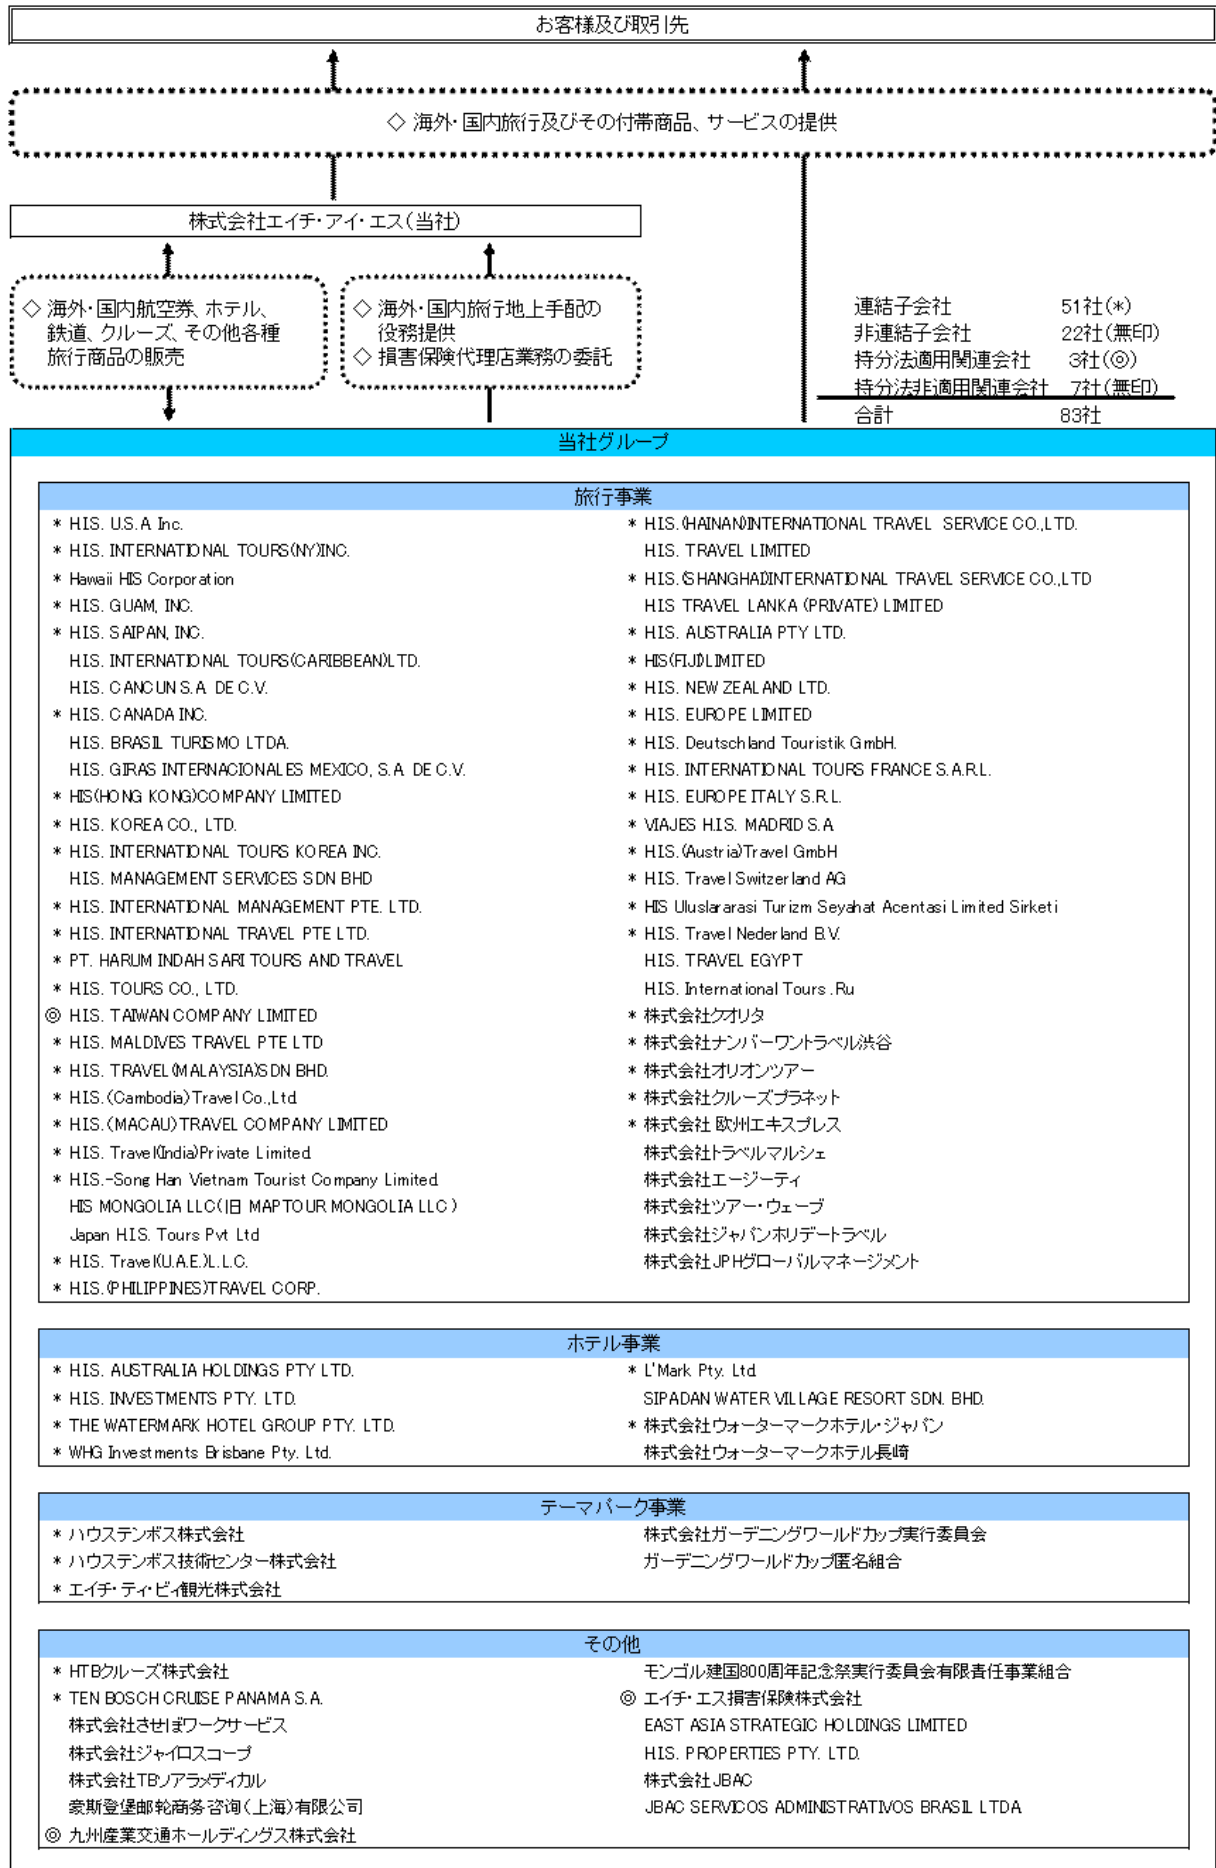 お客様及び取引先
◇ 海外・国内旅行及びその付帯商品、サービスの提供
株式会社エイチ・アイ・エス(当社)
◇ 海外・国内航空券、ホテル、
鉄道、クルーズ、その他各種
旅行商品の販売
◇ 海外・国内旅行地上手配の
役務提供
◇ 損害保険代理店業務の委託
連結子会社 51社(*)
非連結子会社 22社(無印)
持分法適用関連会社 3社(◎)
持分法非適用関連会社 7社(無印)
合計 83社
当社グループ
旅行事業
* H.I.S. U.S.A Inc.
* H.I.S. INTERNATIONAL TOURS(NY)INC.
* Hawaii HIS Corporation
* H.I.S. GUAM, INC.
* H.I.S. SAIPAN, INC.
H.I.S. INTERNATIONAL TOURS(CARIBBEAN)LTD.
H.I.S. CANCUN S.A. DE C.V.
* H.I.S. CANADA INC.
H.I.S. BRASIL TURISMO LTDA.
H.I.S. GIRAS INTERNACIONALES MEXICO, S.A. DE C.V.
* HIS(HONG KONG)COMPANY LIMITED
* H.I.S. KOREA CO., LTD.
* H.I.S. INTERNATIONAL TOURS KOREA INC.
H.I.S. MANAGEMENT SERVICES SDN BHD
* H.I.S. INTERNATIONAL MANAGEMENT PTE. LTD.
* H.I.S. INTERNATIONAL TRAVEL PTE LTD.
* PT. HARUM INDAH SARI TOURS AND TRAVEL
* H.I.S. TOURS CO., LTD.
◎ H.I.S. TAIWAN COMPANY LIMITED
* H.I.S. MALDIVES TRAVEL PTE LTD
* H.I.S. TRAVEL(MALAYSIA)SDN BHD.
* H.I.S.(Cambodia)Travel Co.,Ltd
* H.I.S.(MACAU)TRAVEL COMPANY LIMITED
* H.I.S. Travel(India)Private Limited
* H.I.S.-Song Han Vietnam Tourist Company Limited
HIS MONGOLIA LLC(旧 MAPTOUR MONGOLIA LLC )
Japan H.I.S. Tours Pvt Ltd
* H.I.S. Travel(U.A.E.)L.L.C.
* H.I.S.(PHILIPPINES)TRAVEL CORP.
* H.I.S.(HAINAN)INTERNATIONAL TRAVEL SERVICE CO.,LTD.
H.I.S. TRAVEL LIMITED
* H.I.S.(SHANGHAI)INTERNATIONAL TRAVEL SERVICE CO.,LTD
HIS TRAVEL LANKA (PRIVATE) LIMITED
* H.I.S. AUSTRALIA PTY LTD.
* HIS(FIJI)LIMITED
* H.I.S. NEW ZEALAND LTD.
* H.I.S. EUROPE LIMITED
* H.I.S. Deutschland Touristik GmbH.
* H.I.S. INTERNATIONAL TOURS FRANCE S.A.R.L.
* H.I.S. EUROPE ITALY S.R.L.
* VIAJES H.I.S. MADRID S.A
* H.I.S.(Austria)Travel GmbH
* H.I.S. Travel Switzerland AG
* HIS Uluslararasi Turizm Seyahat Acentasi Limited Sirketi
* H.I.S. Travel Nederland B.V.
H.I.S. TRAVEL EGYPT
H.I.S. International Tours .Ru
* 株式会社クオリタ
* 株式会社ナンバーワントラベル渋谷
* 株式会社オリオンツアー
* 株式会社クルーズプラネット
* 株式会社 欧州エキスプレス
株式会社トラベルマルシェ
株式会社エージーティ
株式会社ツアー・ウェーブ
株式会社ジャパンホリデートラベル
株式会社JPHグローバルマネージメント
ホテル事業
* H.I.S. AUSTRALIA HOLDINGS PTY LTD.
* H.I.S. INVESTMENTS PTY. LTD.
* THE WATERMARK HOTEL GROUP PTY. LTD.
* WHG Investments Brisbane Pty. Ltd.
* L'Mark Pty. Ltd
SIPADAN WATER VILLAGE RESORT SDN. BHD.
* 株式会社ウォーターマークホテル・ジャパン
株式会社ウォーターマークホテル長崎
テーマパーク事業
* ハウステンボス株式会社
* ハウステンボス技術センター株式会社
* エイチ・ティ・ビィ観光株式会社
株式会社ガーデニングワールドカップ実行委員会
ガーデニングワールドカップ匿名組合
その他
* HTBクルーズ株式会社
* TEN BOSCH CRUISE PANAMA S.A.
株式会社させぼワークサービス
株式会社ジャイロスコープ
株式会社TBソアラメディカル
豪斯登堡邮轮商务咨询(上海)有限公司
◎ 九州産業交通ホールディングス株式会社
モンゴル建国800周年記念祭実行委員会有限責任事業組合
◎ エイチ・エス損害保険株式会社
EAST ASIA STRATEGIC HOLDINGS LIMITED
H.I.S. PROPERTIES PTY. LTD.
株式会社JBAC
JBAC SERVICOS ADMINISTRATIVOS BRASIL LTDA